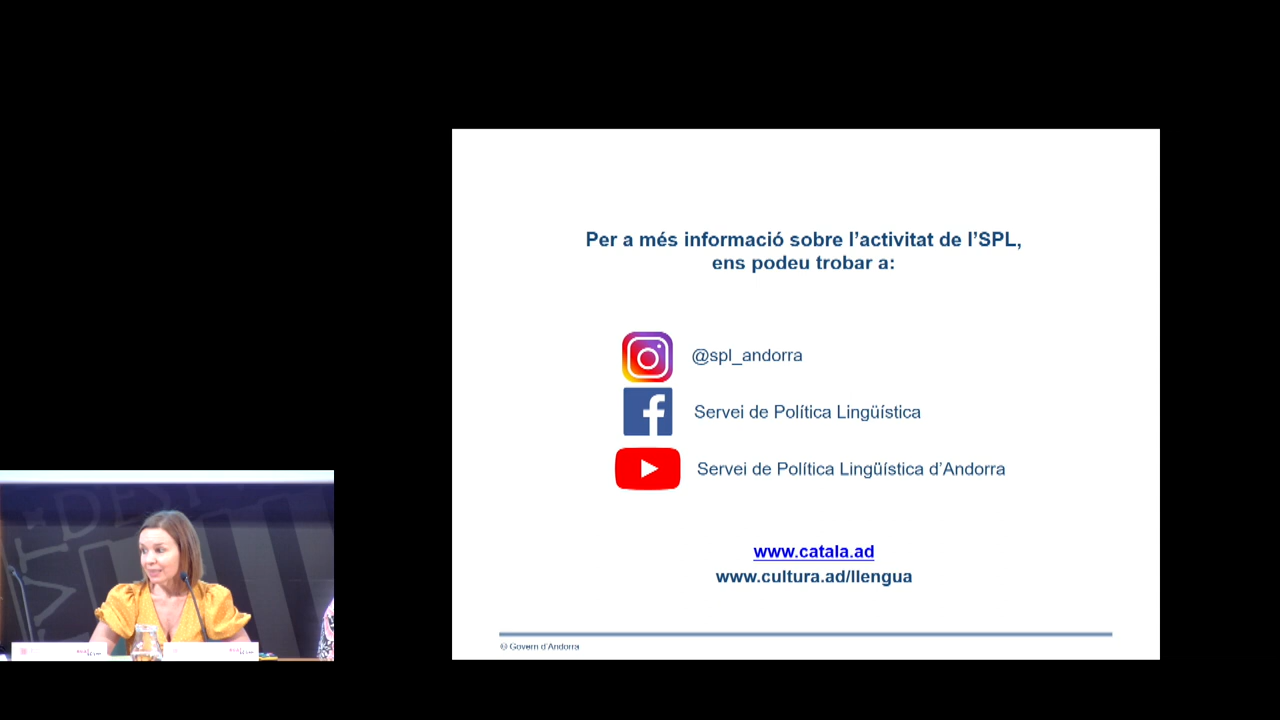 Per a més informació sobre l’activitat de l’SPL,
ens podeu trobar a:
@spl_andorra
Servei de Política Lingüística
Servei de Política Lingüística d’Andorra
www.catala.ad
www.cultura.ad/llengua
© Govern d'Andorra